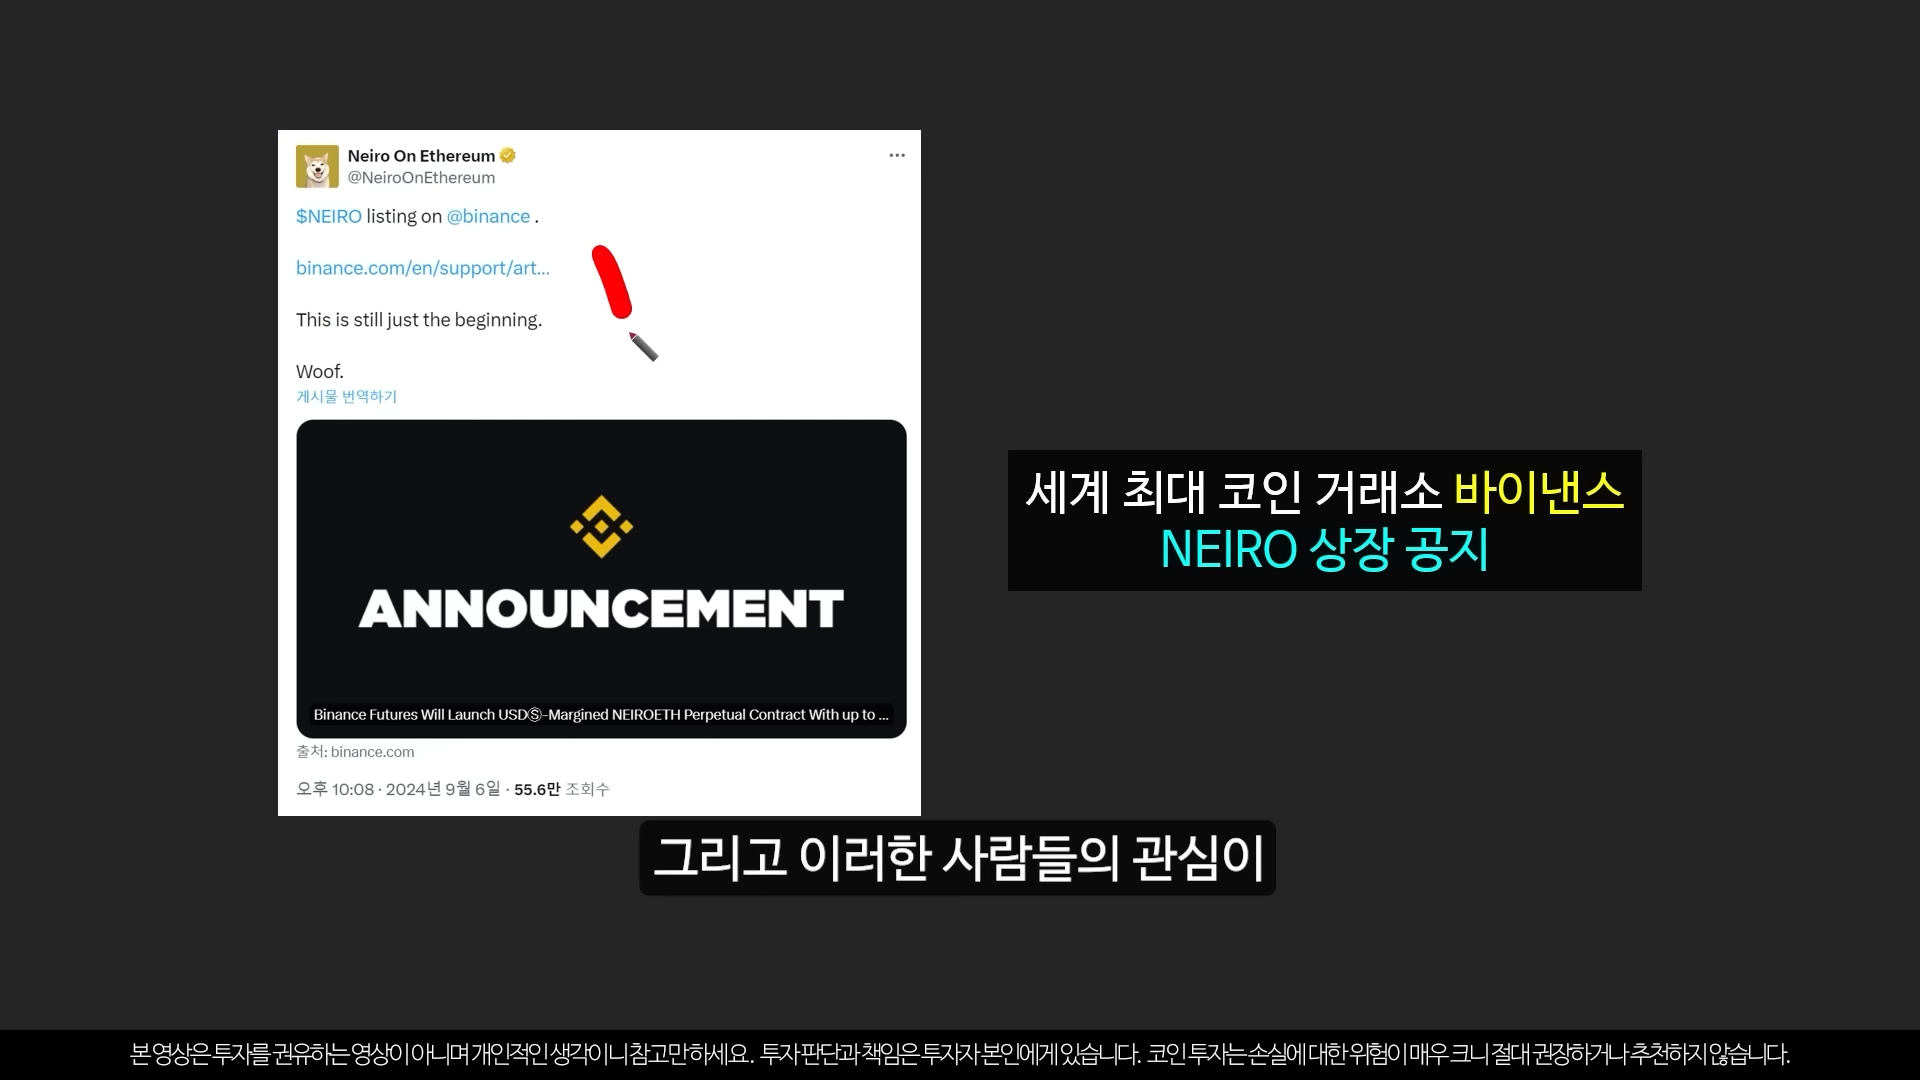 Neiro On Ethereum
@NeiroOnEthereum
$NEIRO listing on @binance .
binance.com/en/support/art...
This is still just the beginning.
Woof.
게시물 번역하기
ANNOUNCEMENT
Binance Futures Will Launch USDⓈ-Margined NEIROETH Perpetual Contract With up to ...
출처: binance.com
오후 10:08 · 2024년 9월 6일 · 55.6만 조회수
세계 최대 코인 거래소 바이낸스
NEIRO 상장 공지
그리고 이러한 사람들의 관심이
본 영상은 투자를 권유하는 영상이 아니며 개인적인 생각이니 참고만 하세요. 투자 판단과 책임은 투자자 본인에게 있습니다. 코인 투자는 손실에 대한 위험이 매우 크니 절대 권장하거나 추천하지 않습니다.